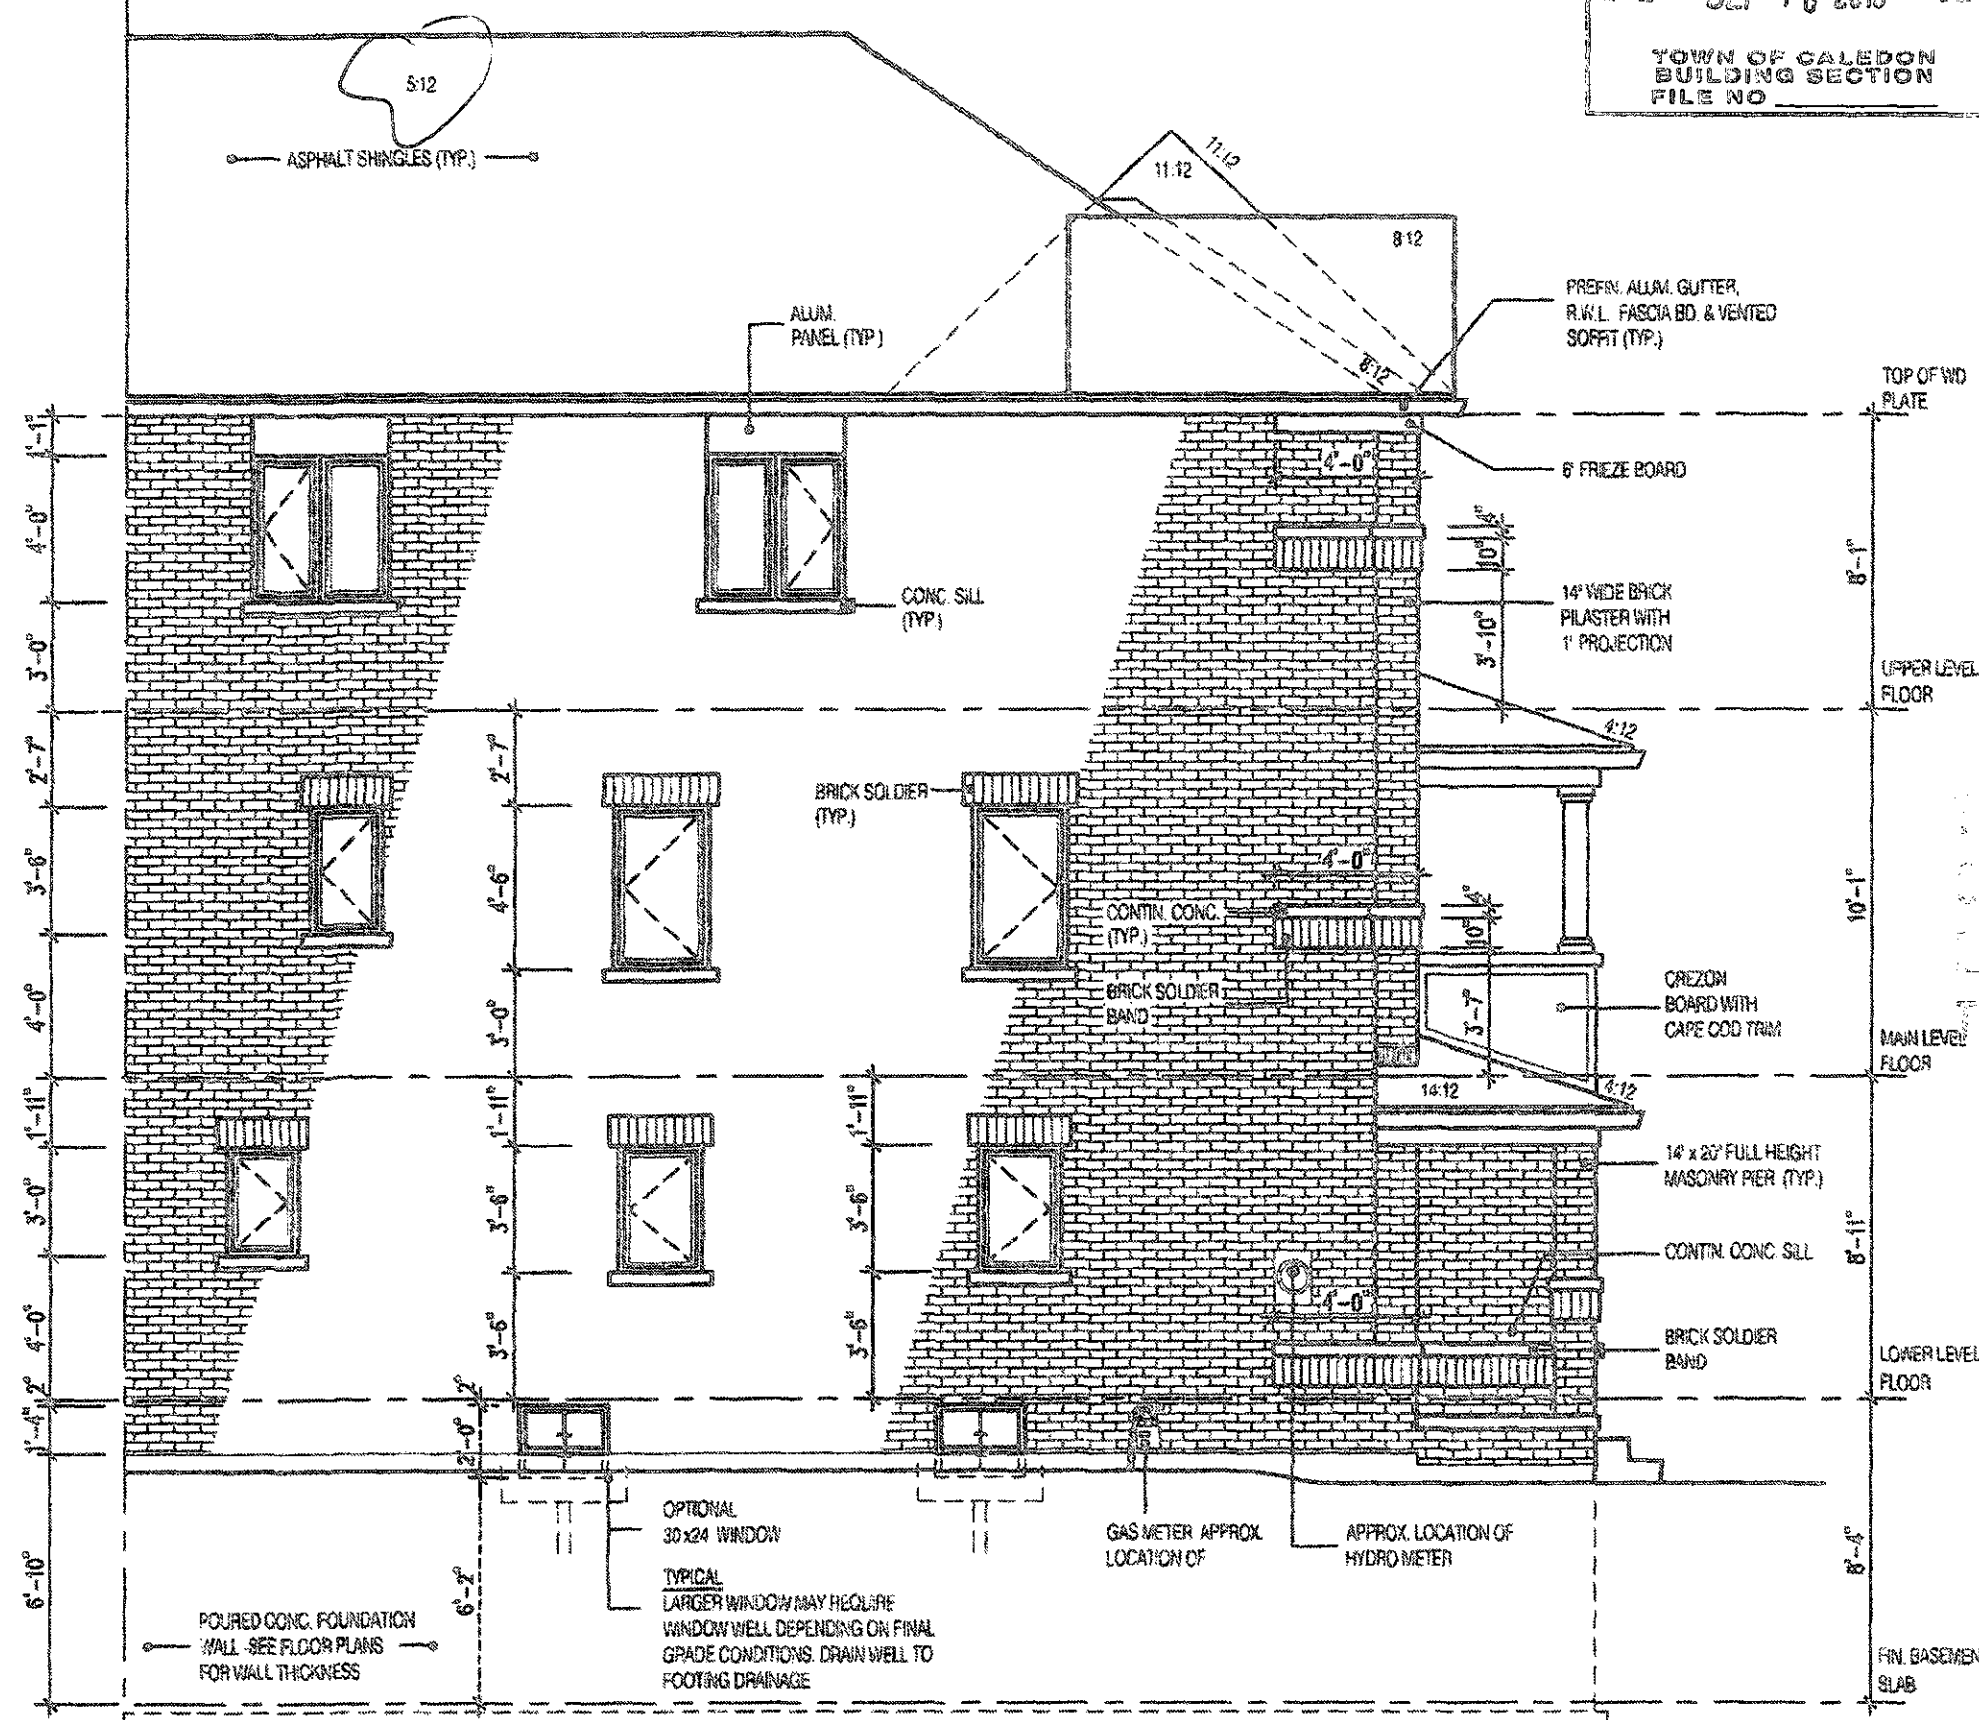 TOWN OF CALEDON
BUILDING SECTION
FILE NO
5:12
ASPHALT SHINGLES (TYP.)
11:12
11:12
8:12
8:12
ALUM.
PANEL (TYP.)
PREFIN. ALUM. GUTTER,
R.W.L. FASCIA BD. & VENTED
SOFFIT (TYP.)
TOP OF WD
PLATE
1'-1"
4'-0"
3'-0"
4'-0"
6" FRIEZE BOARD
4"
10"
3'-10"
8'-1"
CONC. SILL
(TYP.)
14" WIDE BRICK
PILASTER WITH
1" PROJECTION
UPPER LEVEL
FLOOR
4:12
2'-7"
3'-6"
4'-0"
2'-7"
4'-6"
3'-0"
BRICK SOLDIER
(TYP.)
4'-0"
CONTIN. CONC.
(TYP.)
BRICK SOLDIER
BAND
4"
10"
3'-7"
10'-1"
CREZON
BOARD WITH
CAPE COD TRIM
MAIN LEVEL
FLOOR
14:12
4:12
1'-11"
3'-0"
4'-0"
1'-11"
3'-6"
3'-6"
1'-11"
3'-6"
3'-6"
14" x 20" FULL HEIGHT
MASONRY PIER (TYP.)
CONTIN. CONC. SILL
4'-0"
8'-11"
BRICK SOLDIER
BAND
LOWER LEVEL
FLOOR
2"
1'-4"
6'-10"
2"
2'-0"
6'-2"
OPTIONAL
30 x24 WINDOW
TYPICAL
LARGER WINDOW MAY REQUIRE
WINDOW WELL DEPENDING ON FINAL
GRADE CONDITIONS. DRAIN WELL TO
FOOTING DRAINAGE
GAS METER APPROX.
LOCATION OF
APPROX. LOCATION OF
HYDRO METER
8'-4"
POURED CONC. FOUNDATION
WALL -SEE FLOOR PLANS
FOR WALL THICKNESS
FIN. BASEMEN
SLAB